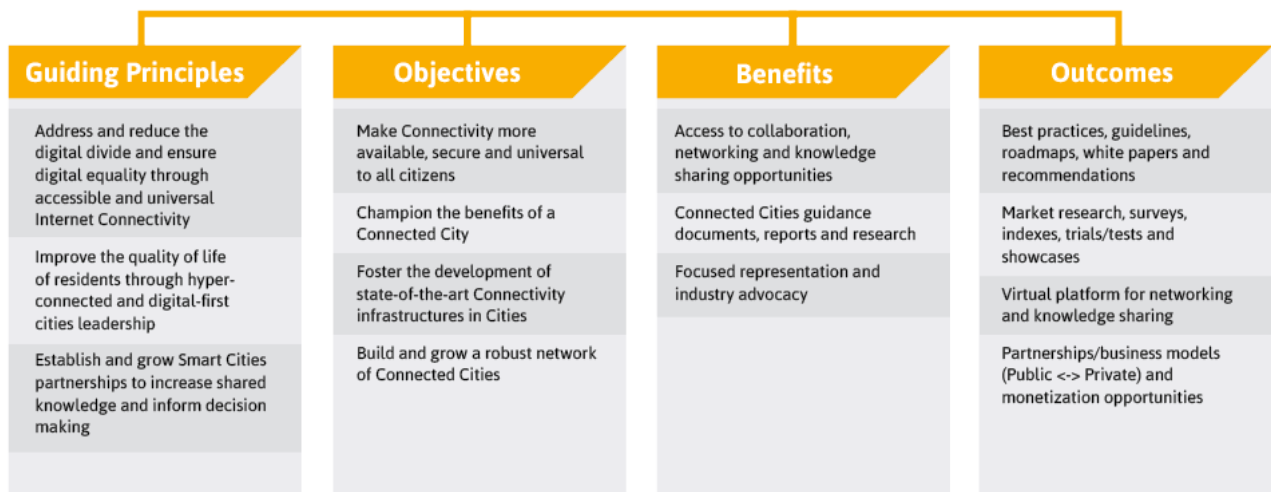 Guiding Principles
Address and reduce the
digital divide and ensure
digital equality through
accessible and universal
Internet Connectivity
Improve the quality of life
of residents through hyper-
connected and digital-first
cities leadership
Establish and grow Smart Cities
partnerships to increase shared
knowledge and inform decision
making
Objectives
Make Connectivity more
available, secure and universal
to all citizens
Champion the benefits of a
Connected City
Foster the development of
state-of-the-art Connectivity
infrastructures in Cities
Build and grow a robust network
of Connected Cities
Benefits
Access to collaboration,
networking and knowledge
sharing opportunities
Connected Cities guidance
documents, reports and research
Focused representation and
industry advocacy
Outcomes
Best practices, guidelines,
roadmaps, white papers and
recommendations
Market research, surveys,
indexes, trials/tests and
showcases
Virtual platform for networking
and knowledge sharing
Partnerships/business models
(Public <-> Private) and
monetization opportunities